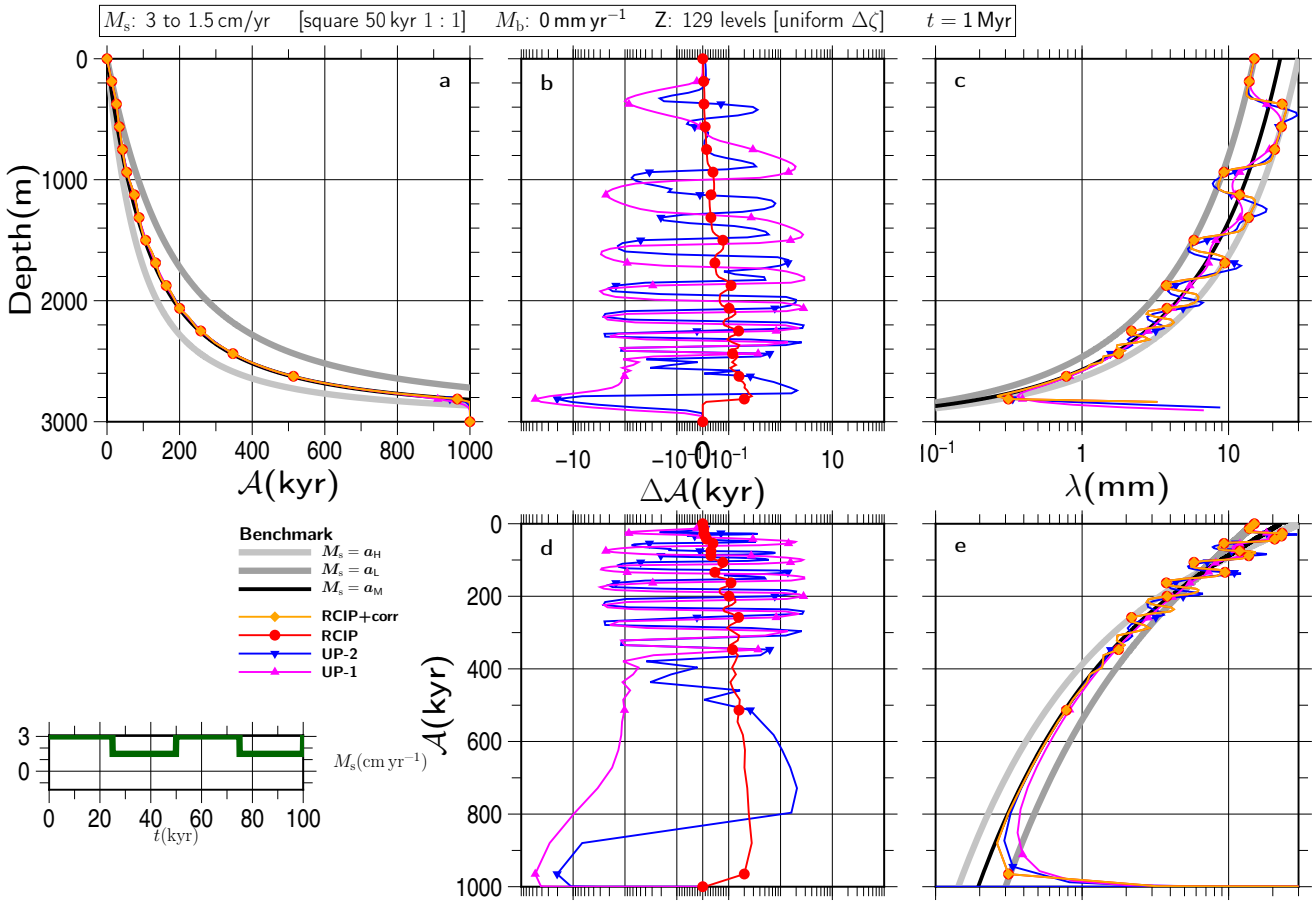 Mₛ: 3 to 1.5 cm/yr [square 50 kyr 1 : 1] M_b: 0 mm yr⁻¹ Z: 129 levels [uniform Δζ] t = 1 Myr
a
b
c
0
1000
2000
3000
Depth(m)
0 200 400 600 800 1000
𝒜(kyr)
−10 −10⁻¹ 0 10⁻¹ 10
Δ𝒜(kyr)
10⁻¹ 1 10
λ(mm)
Benchmark
Mₛ = a_H
Mₛ = a_L
Mₛ = a_M
RCIP+corr
RCIP
UP-2
UP-1
d
e
0
200
400
600
800
1000
𝒜(kyr)
3
0
Mₛ(cm yr⁻¹)
0 20 40 60 80 100
t(kyr)